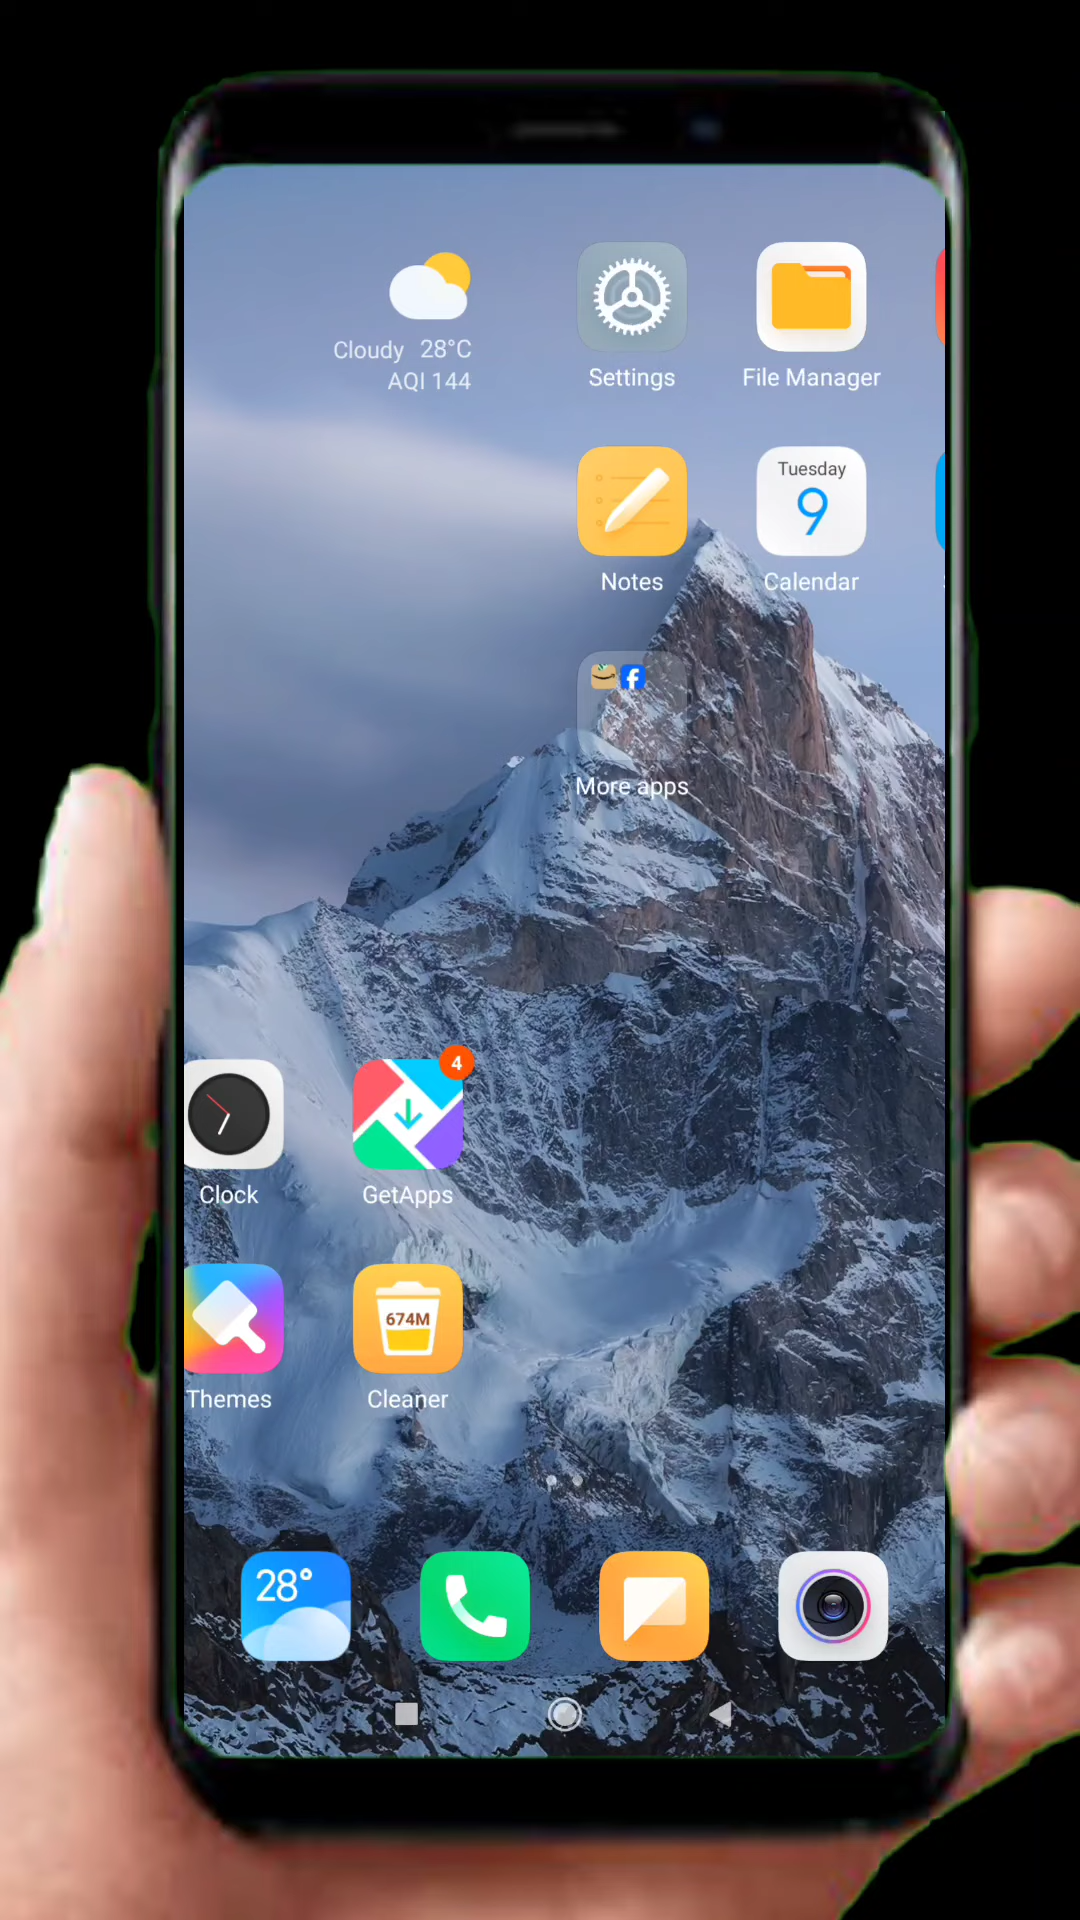 Cloudy 28°C
AQI 144
Settings
File Manager
Tuesday
9
Notes
Calendar
f
More apps
4
Clock
GetApps
674M
Themes
Cleaner
28°